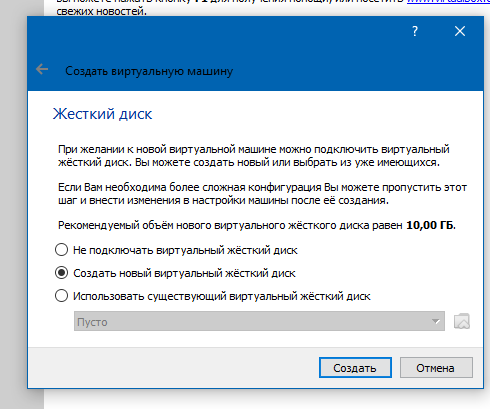 свежих новостей.
?
Создать виртуальную машину
Жесткий диск
При желании к новой виртуальной машине можно подключить виртуальный
жёсткий диск. Вы можете создать новый или выбрать из уже имеющихся.
Если Вам необходима более сложная конфигурация Вы можете пропустить этот
шаг и внести изменения в настройки машины после её создания.
Рекомендуемый объём нового виртуального жёсткого диска равен 10,00 ГБ.
Не подключать виртуальный жёсткий диск
Создать новый виртуальный жёсткий диск
Использовать существующий виртуальный жёсткий диск
Пусто
Создать
Отмена